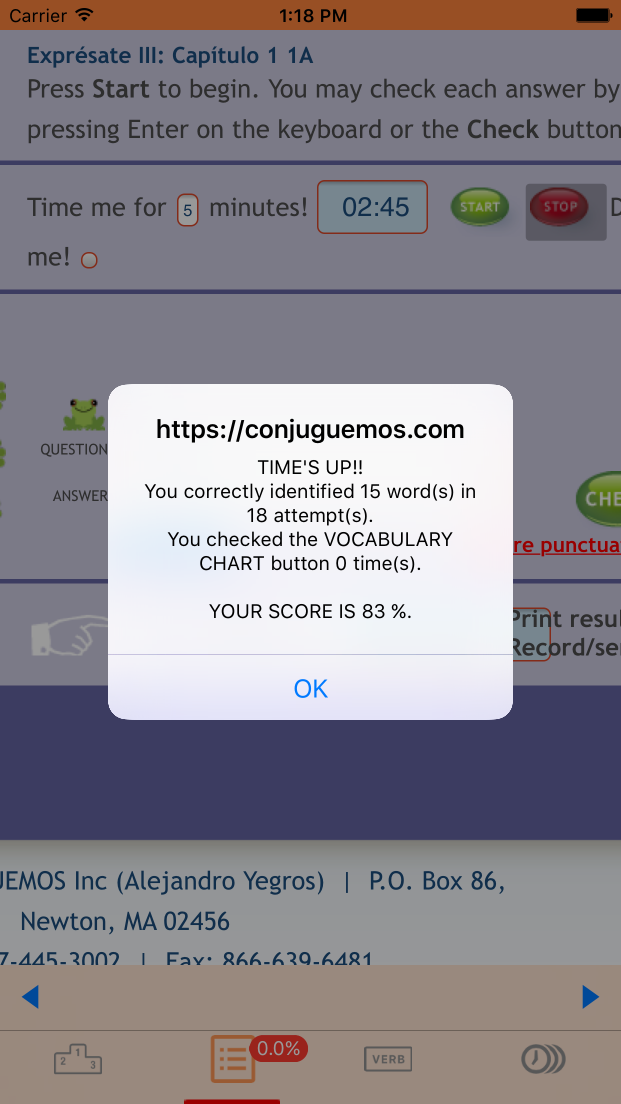 Carrier 1:18 PM
Exprésate III: Capítulo 1 1A
Press Start to begin. You may check each answer by
pressing Enter on the keyboard or the Check button
Time me for 5 minutes! 02:45 START STOP D
me!
https://conjuguemos.com
TIME'S UP!!
You correctly identified 15 word(s) in
18 attempt(s).
You checked the VOCABULARY
CHART button 0 time(s).
YOUR SCORE IS 83 %.
OK
QUESTION
ANSWER
CHE
re punctua
Print resul
Record/se
UEMOS Inc (Alejandro Yegros) | P.O. Box 86,
Newton, MA 02456
7-445-3002 | Fax: 866-639-6481
1
2
3
0.0%
VERB